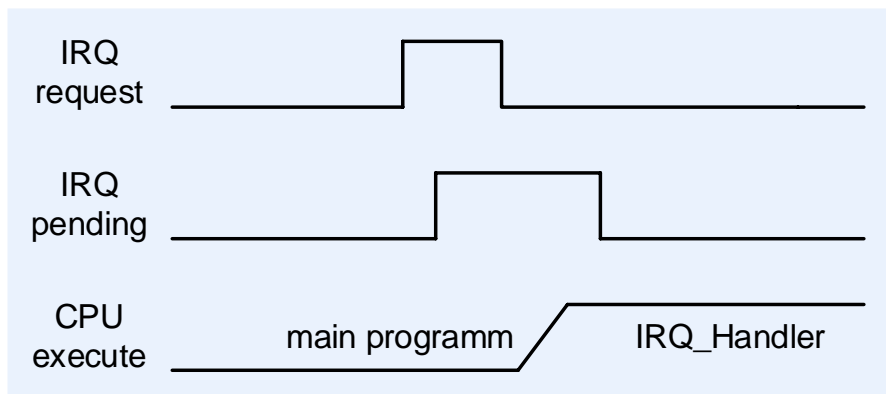 IRQ
request
IRQ
pending
CPU
execute
main programm
IRQ_Handler